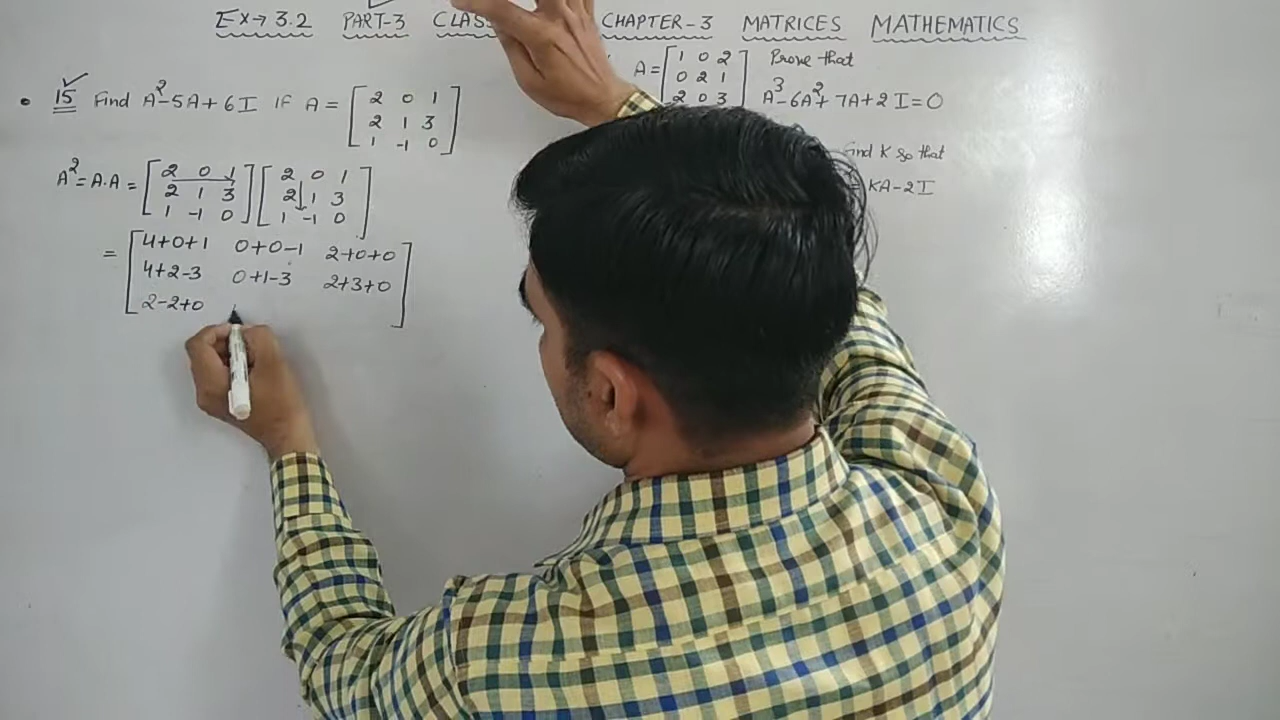 EX→3.2 PART-3 CLASS CHAPTER-3 MATRICES MATHEMATICS
• 15 Find A²-5A+6I IF A = [ 2 0 1
2 1 3
1 -1 0 ]
A² = A.A = [ 2 0 1 ] [ 2 0 1 ]
2 1 3 2 1 3
1 -1 0 1 -1 0
= [ 4+0+1 0+0-1 2+0+0 ]
4+2-3 0+1-3 2+3+0
2-2+0
A = [ 1 0 2 ] Prove that
0 2 1
2 0 3 A³-6A²+7A+2I=0
Find K so that
= KA-2I